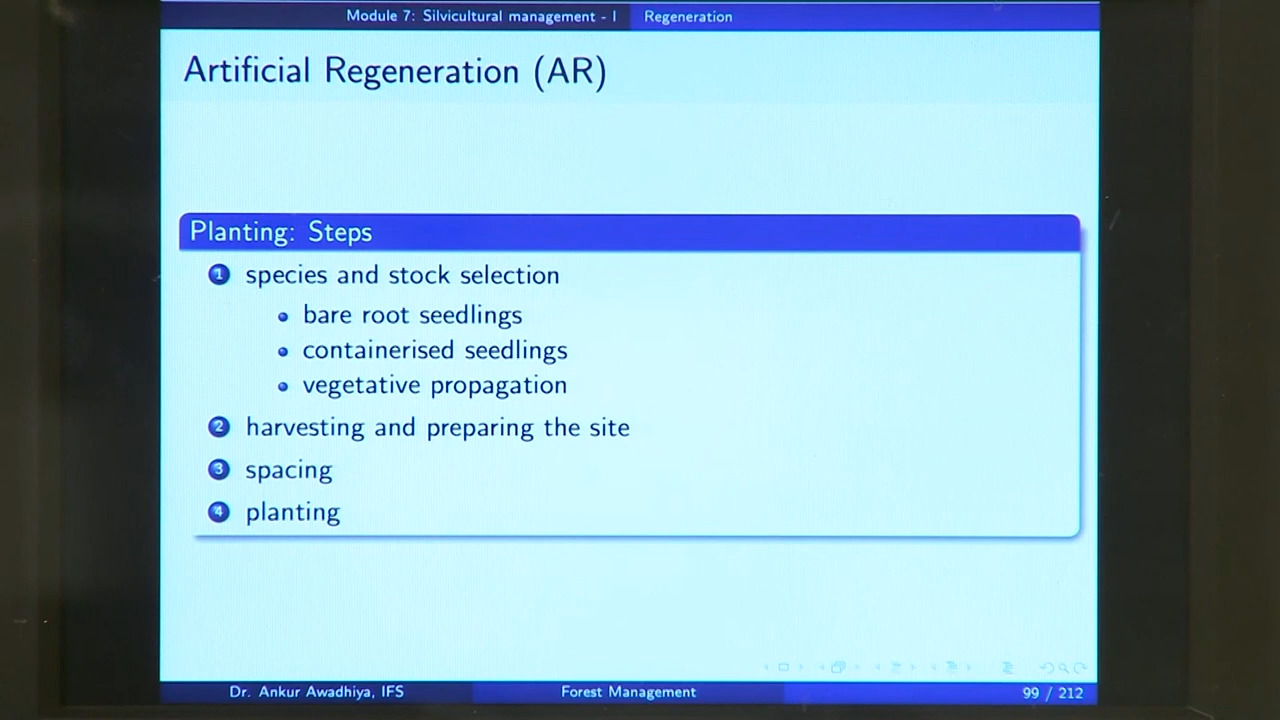 Module 7: Silvicultural management - I Regeneration
Artificial Regeneration (AR)
Planting: Steps
1 species and stock selection
bare root seedlings
containerised seedlings
vegetative propagation
2 harvesting and preparing the site
3 spacing
4 planting
Dr. Ankur Awadhiya, IFS Forest Management 99 / 212